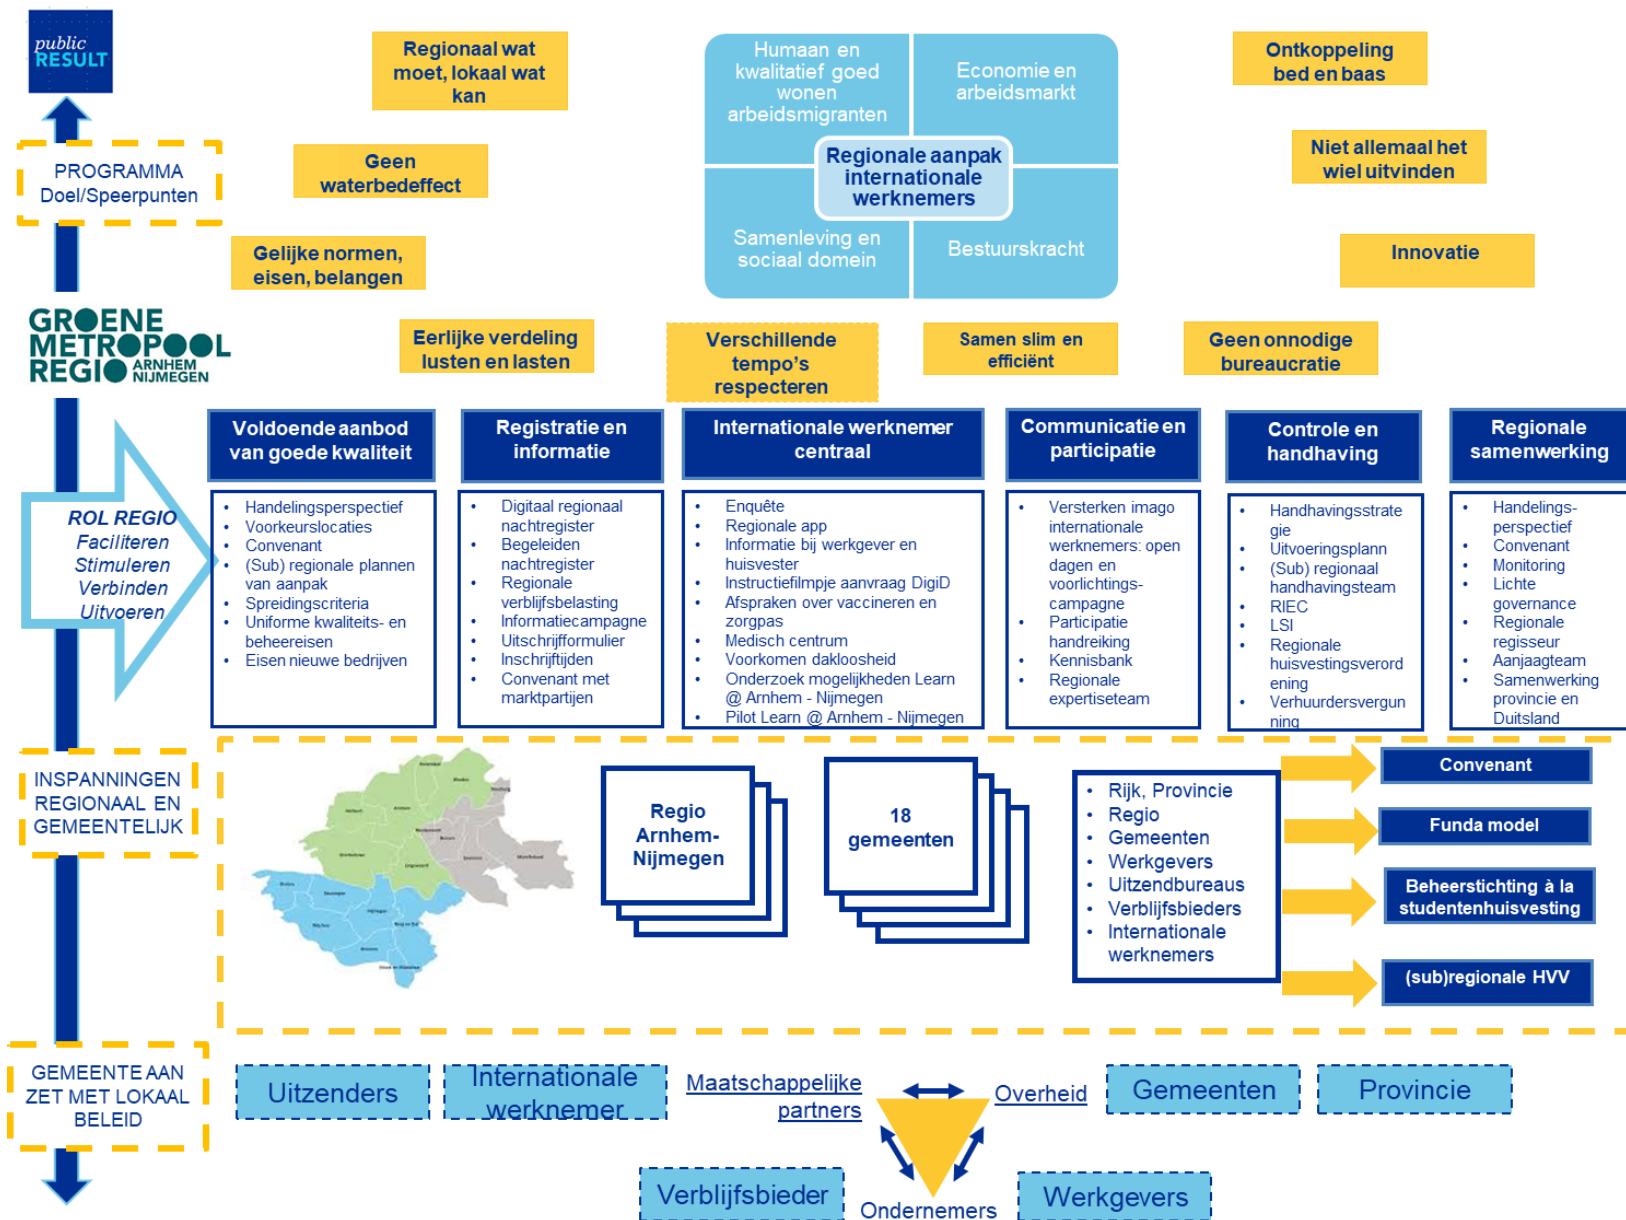 public
RESULT
Regionaal wat
moet, lokaal wat
kan
Humaan en
kwalitatief goed
wonen
arbeidsmigranten
Economie en
arbeidsmarkt
Ontkoppeling
bed en baas
PROGRAMMA
Doel/Speerpunten
Geen
waterbedeffect
Regionale aanpak
internationale
werknemers
Niet allemaal het
wiel uitvinden
Gelijke normen,
eisen, belangen
Samenleving en
sociaal domein
Bestuurskracht
Innovatie
GROENE
METROPOOL
REGIO ARNHEM
NIJMEGEN
Eerlijke verdeling
lusten en lasten
Verschillende
tempo's
respecteren
Samen slim en
efficiënt
Geen onnodige
bureaucratie
ROL REGIO
Faciliteren
Stimuleren
Verbinden
Uitvoeren
Voldoende aanbod
van goede kwaliteit
• Handelingsperspectief
• Voorkeurslocaties
• Convenant
• (Sub) regionale plannen
van aanpak
• Spreidingscriteria
• Uniforme kwaliteits- en
beheereisen
• Eisen nieuwe bedrijven
Registratie en
informatie
• Digitaal regionaal
nachtregister
• Begeleiden
nachtregister
• Regionale
verblijfsbelasting
• Informatiecampagne
• Uitschrijfformulier
• Inschrijftijden
• Convenant met
marktpartijen
Internationale werknemer
centraal
• Enquête
• Regionale app
• Informatie bij werkgever en
huisvester
• Instructiefilmpje aanvraag DigiD
• Afspraken over vaccineren en
zorgpas
• Medisch centrum
• Voorkomen dakloosheid
• Onderzoek mogelijkheden Learn
@ Arnhem - Nijmegen
• Pilot Learn @ Arnhem - Nijmegen
Communicatie en
participatie
• Versterken imago
internationale
werknemers: open
dagen en
voorlichtings-
campagne
• Participatie
handreiking
• Kennisbank
• Regionale
expertiseteam
Controle en
handhaving
• Handhavingsstrate
gie
• Uitvoeringsplann
• (Sub) regionaal
handhavingsteam
• RIEC
• LSI
• Regionale
huisvestingsverord
ening
• Verhuurdersvergun
ning
Regionale
samenwerking
• Handelings-
perspectief
• Convenant
• Monitoring
• Lichte
governance
• Regionale
regisseur
• Aanjaagteam
• Samenwerking
provincie en
Duitsland
INSPANNINGEN
REGIONAAL EN
GEMEENTELIJK
Regio
Arnhem-
Nijmegen
18
gemeenten
• Rijk, Provincie
• Regio
• Gemeenten
• Werkgevers
• Uitzendbureaus
• Verblijfsbieders
• Internationale
werknemers
Convenant
Funda model
Beheerstichting à la
studentenhuisvesting
(sub)regionale HVV
GEMEENTE AAN
ZET MET LOKAAL
BELEID
Uitzenders
Internationale
werknemer
Maatschappelijke
partners
Overheid
Gemeenten
Provincie
Verblijfsbieder
Ondernemers
Werkgevers